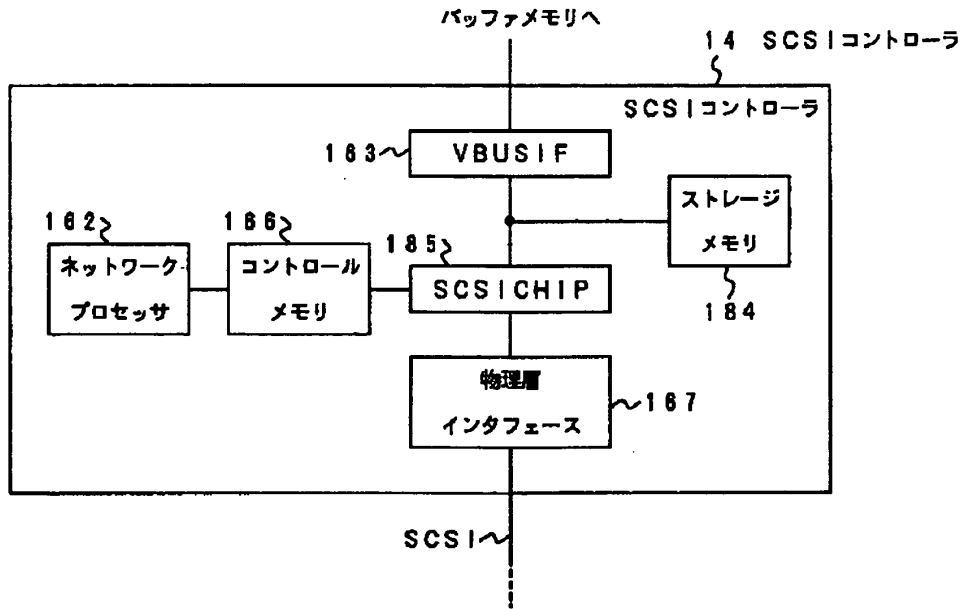 バッファメモリへ
14 SCSIコントローラ
SCSIコントローラ
163
VBUSIF
ストレージ
メモリ
184
162
ネットワーク
プロセッサ
166
コントロール
メモリ
185
SCSICHIP
物理層
インタフェース
167
SCSI